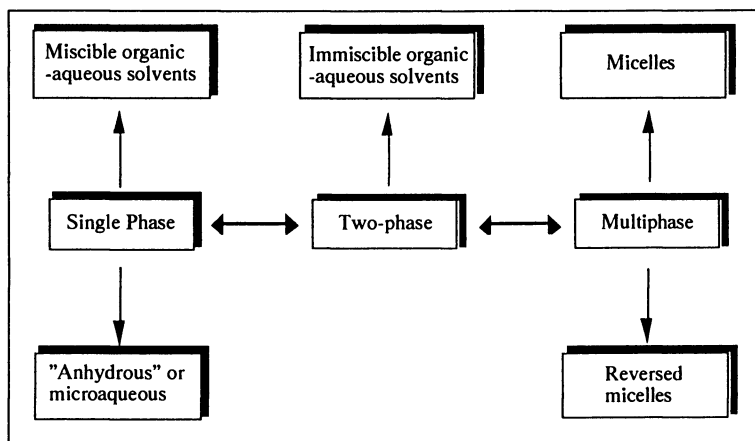 Miscible organic
-aqueous solvents
Immiscible organic
-aqueous solvents
Micelles
Single Phase
Two-phase
Multiphase
"Anhydrous" or
microaqueous
Reversed
micelles